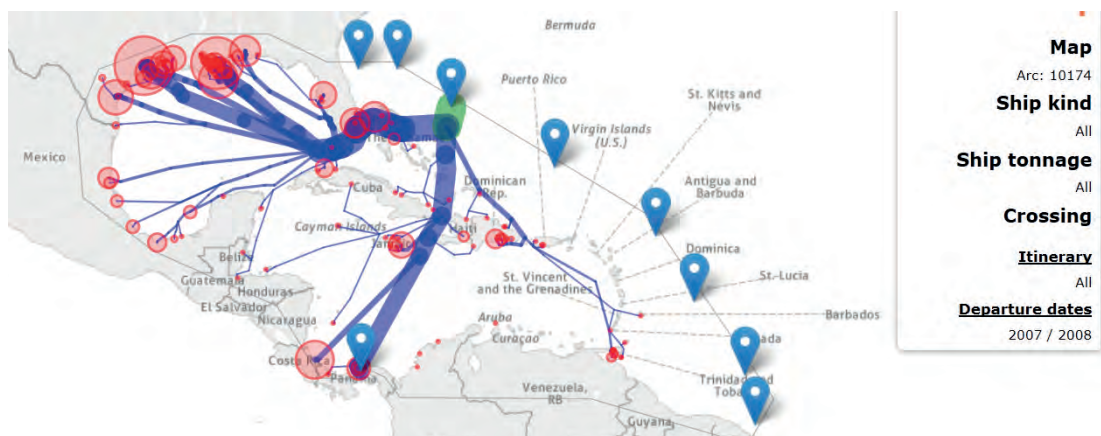 Bermuda
Puerto Rico
St. Kitts and
Nevis
Virgin Islands
(U.S.)
Mexico
Cuba
Dominican
Rep.
Antigua and
Barbuda
Cayman Islands
Haiti
Dominica
Belize
St. Vincent
and the Grenadines
St-Lucia
Guatemala
Honduras
El Salvador
Nicaragua
Aruba
Curaçao
Barbados
Costa Rica
Panama
Venezuela,
RB
Trinidad and
Guyana
Map
Arc: 10174
Ship kind
All
Ship tonnage
All
Crossing
Itinerary
All
Departure dates
2007 / 2008